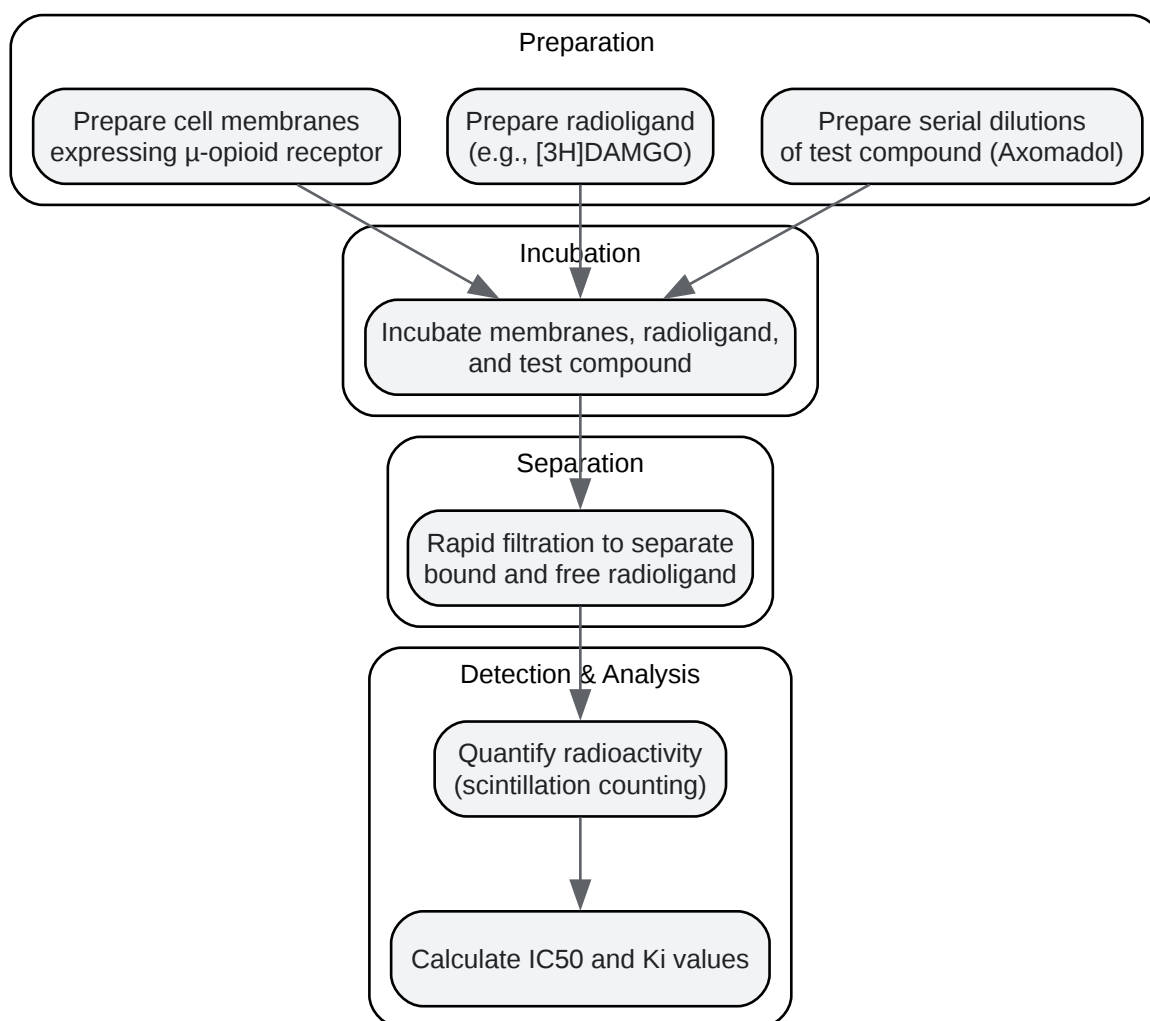 Preparation
Prepare cell membranes
expressing µ-opioid receptor
Prepare radioligand
(e.g., [3H]DAMGO)
Prepare serial dilutions
of test compound (Axomadol)
Incubation
Incubate membranes, radioligand,
and test compound
Separation
Rapid filtration to separate
bound and free radioligand
Detection & Analysis
Quantify radioactivity
(scintillation counting)
Calculate IC50 and Ki values